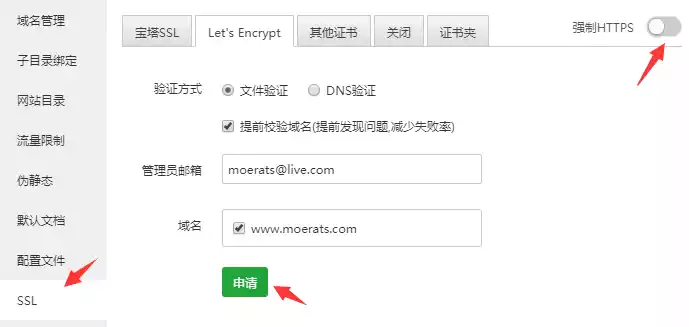 域名管理
子目录绑定
网站目录
流量限制
伪静态
默认文档
配置文件
SSL
宝塔SSL
Let's Encrypt
其他证书
关闭
证书夹
强制HTTPS
验证方式
文件验证
DNS验证
提前校验域名(提前发现问题,减少失败率)
管理员邮箱
moerats@live.com
域名
www.moerats.com
申请